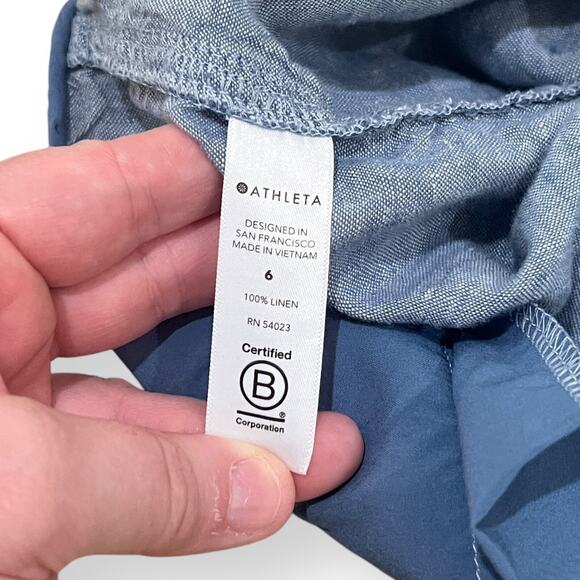 ATHLETA
DESIGNED IN
SAN FRANCISCO
MADE IN VIETNAM
6
100% LINEN
RN 54023
Certified
B
®
Corporation